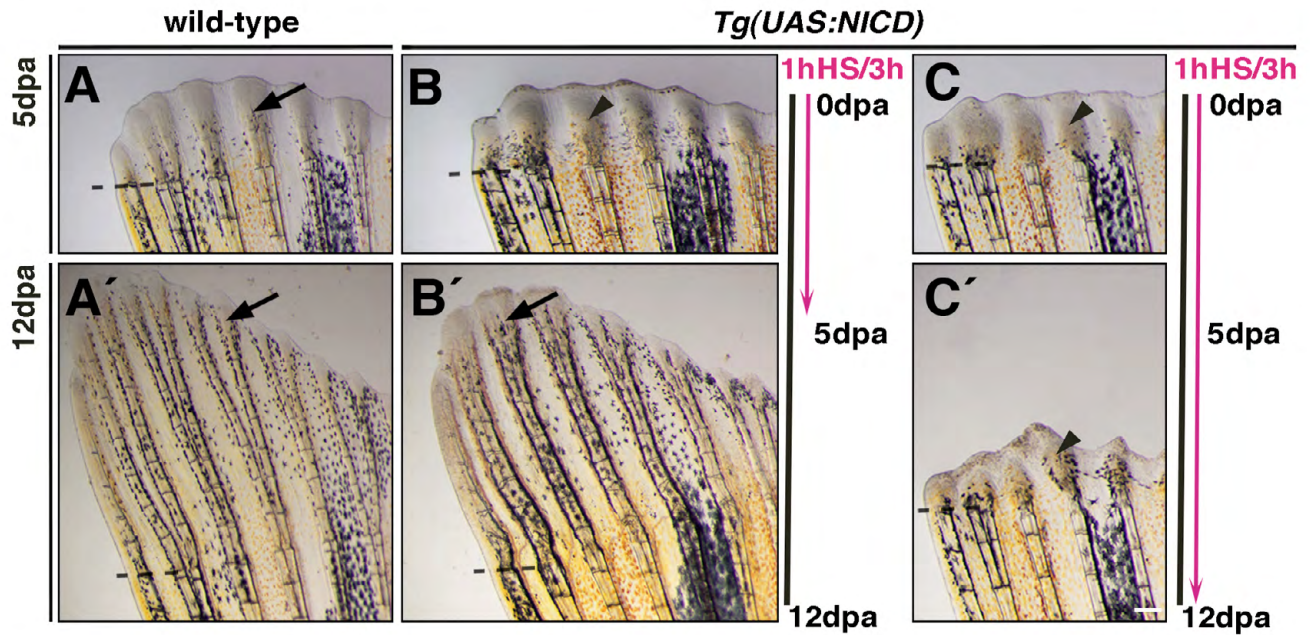 wild-type
Tg(UAS:NICD)
5dpa
A
B
1hHS/3h
0dpa
C
1hHS/3h
0dpa
12dpa
A´
B´
5dpa
12dpa
C´
5dpa
12dpa